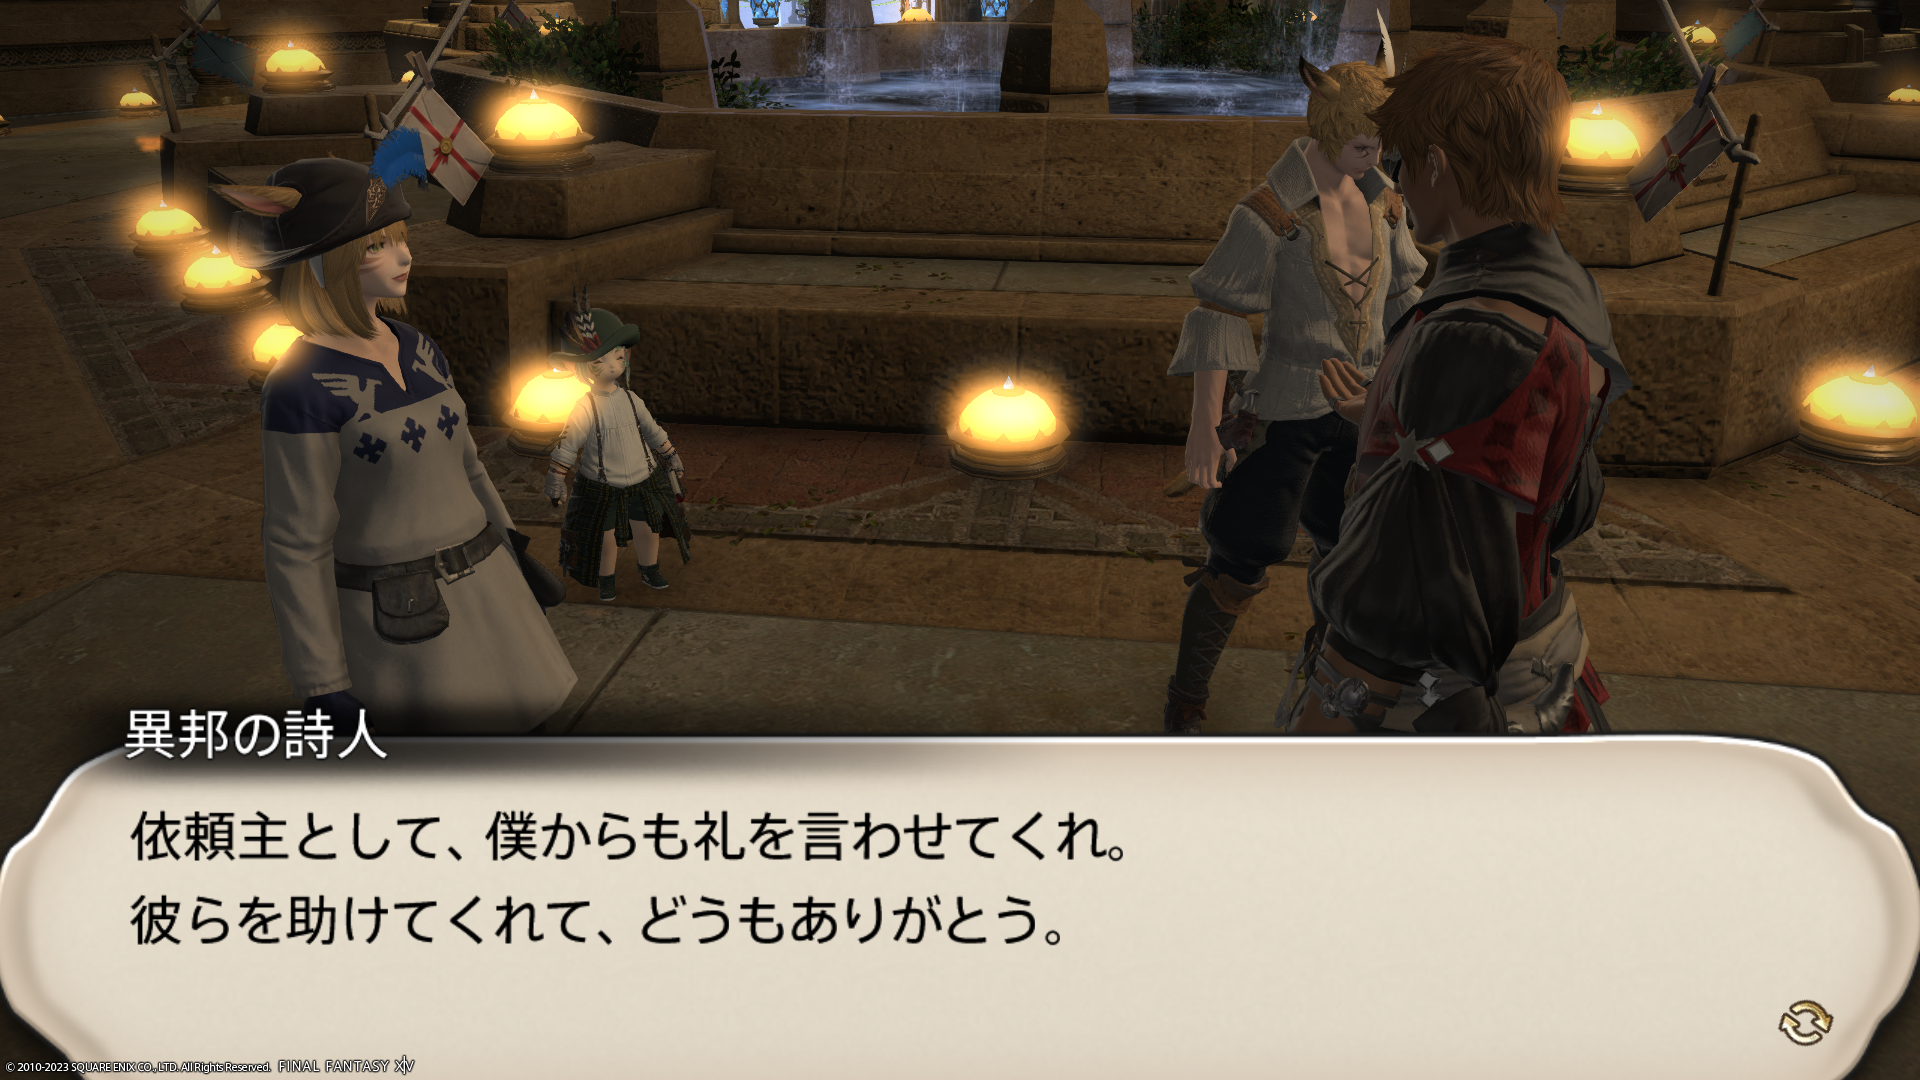 異邦の詩人
依頼主として、僕からも礼を言わせてくれ。
彼らを助けてくれて、どうもありがとう。
© 2010-2023 SQUARE ENIX CO., LTD. All Rights Reserved. FINAL FANTASY XIV